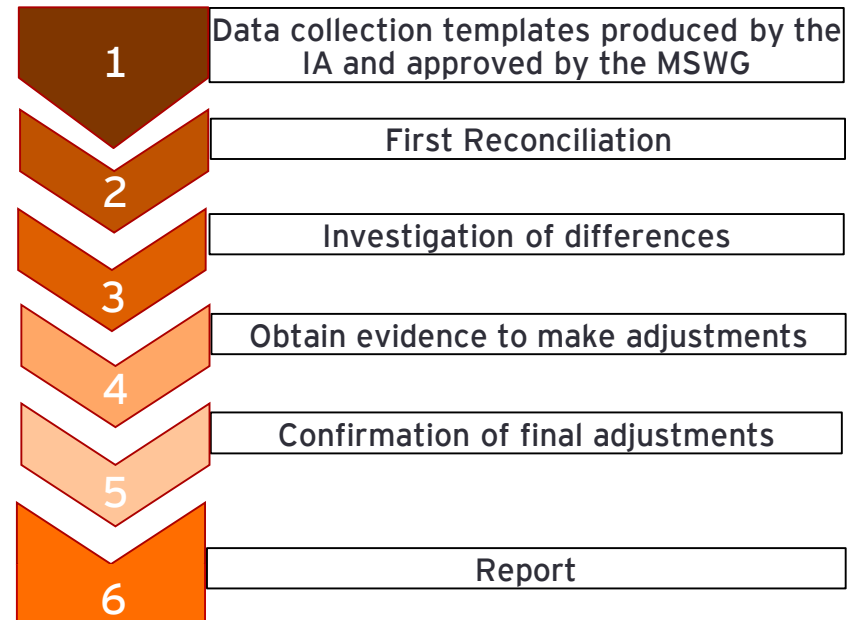 1
Data collection templates produced by the
IA and approved by the MSWG
2
First Reconciliation
3
Investigation of differences
4
Obtain evidence to make adjustments
5
Confirmation of final adjustments
6
Report